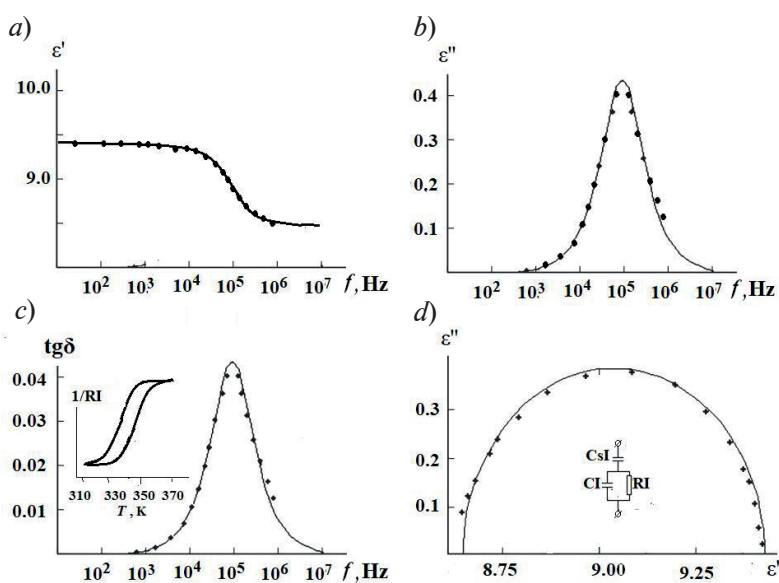 a)
ε'
10.0
9.0
10² 10³ 10⁴ 10⁵ 10⁶ 10⁷ f, Hz
b)
ε''
0.4
0.3
0.2
0.1
10² 10³ 10⁴ 10⁵ 10⁶ 10⁷ f, Hz
c)
tgδ
0.04
0.03
0.02
0.01
1/RI
310 330 350 370
T, K
10² 10³ 10⁴ 10⁵ 10⁶ 10⁷ f, Hz
d)
ε''
0.3
0.2
0.1
CsI
CI RI
8.75 9.00 9.25 ε'